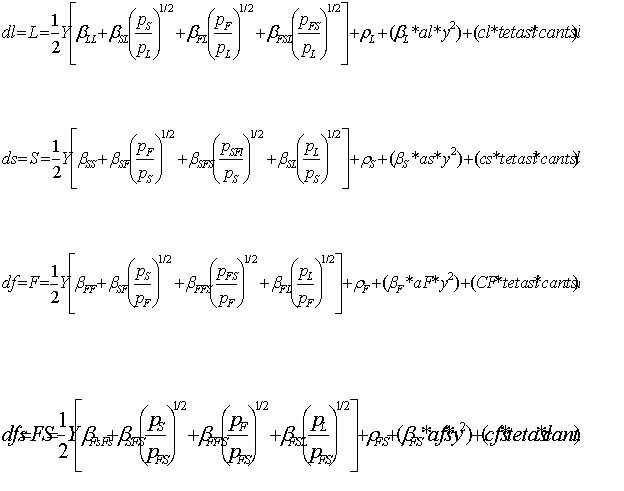 dl=L=1/2Y[β_LL+β_SL(p_S/p_L)^1/2+β_FL(p_F/p_L)^1/2+β_FSL(p_FS/p_L)^1/2]+ρ_L+(β_L*al*y^2)+(cl*tetast*cants)
ds=S=1/2Y[β_SS+β_SF(p_F/p_S)^1/2+β_SFS(p_SFl/p_S)^1/2+β_SL(p_L/p_S)^1/2]+ρ_S+(β_S*as*y^2)+(cs*tetast*cants)
df=F=1/2Y[β_FF+β_SF(p_S/p_F)^1/2+β_FFS(p_FS/p_F)^1/2+β_FL(p_L/p_F)^1/2]+ρ_F+(β_F*aF*y^2)+(CF*tetast*cants)
dfs=FS=1/2Y[β_FSFS+β_SFS(p_S/p_FS)^1/2+β_FFS(p_F/p_FS)^1/2+β_FSL(p_L/p_FS)^1/2]+ρ_FS+(β_FS*afs*y^2)+